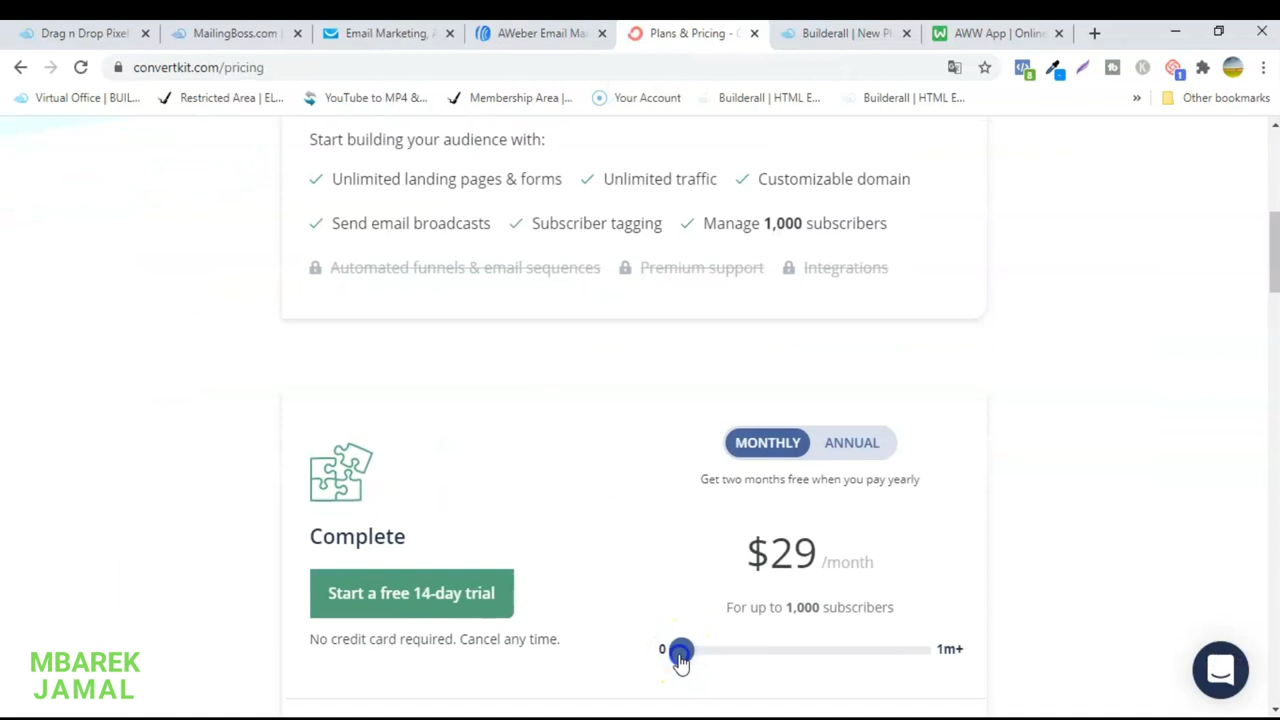 Drag n Drop Pixel
MailingBoss.com |
Email Marketing, A
AWeber Email Ma
Plans & Pricing - C
Builderall | New Pl
AWW App | Online
convertkit.com/pricing
8
1
Virtual Office | BUIL...
Restricted Area | EL...
YouTube to MP4 &...
Membership Area |...
Your Account
Builderall | HTML E...
Builderall | HTML E...
Other bookmarks
Start building your audience with:
Unlimited landing pages & forms
Unlimited traffic
Customizable domain
Send email broadcasts
Subscriber tagging
Manage 1,000 subscribers
Automated funnels & email sequences
Premium support
Integrations
MONTHLY
ANNUAL
Get two months free when you pay yearly
Complete
$29 /month
Start a free 14-day trial
For up to 1,000 subscribers
No credit card required. Cancel any time.
0
1m+
MBAREK
JAMAL